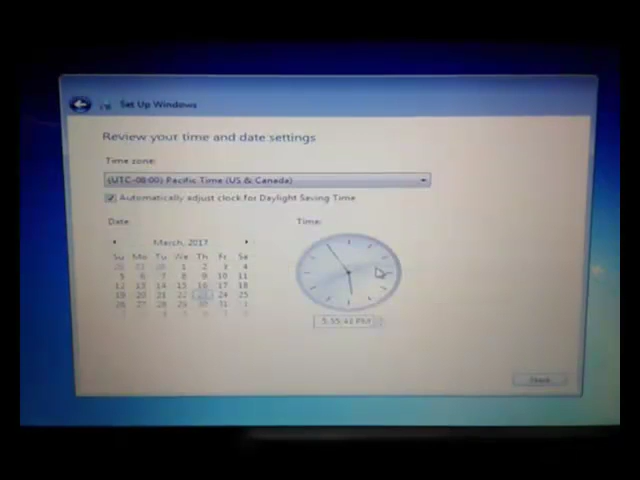 Set Up Windows
Review your time and date settings
Time zone:
(UTC-08:00) Pacific Time (US & Canada)
Automatically adjust clock for Daylight Saving Time
Date: Time:
March, 2017
Su Mo Tu We Th Fr Sa
26 27 28 1 2 3 4
5 6 7 8 9 10 11
12 13 14 15 16 17 18
19 20 21 22 23 24 25
26 27 28 29 30 31
Next